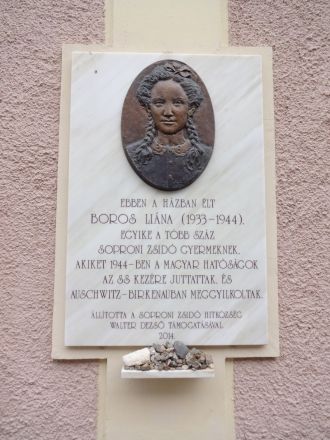 EBBEN A HÁZBAN ÉLT
BOROS LIÁNA (1933-1944),
EGYIKE A TÖBB SZÁZ
SOPRONI ZSIDÓ GYERMEKNEK,
AKIKET 1944-BEN A MAGYAR HATÓSÁGOK
AZ SS KEZÉRE JUTTATTAK, ÉS
AUSCHWITZ-BIRKENAUBAN MEGGYILKOLTAK.
ÁLLÍTOTTA A SOPRONI ZSIDÓ HITKÖZSÉG
WALTER DEZSŐ TÁMOGATÁSÁVAL
2014.